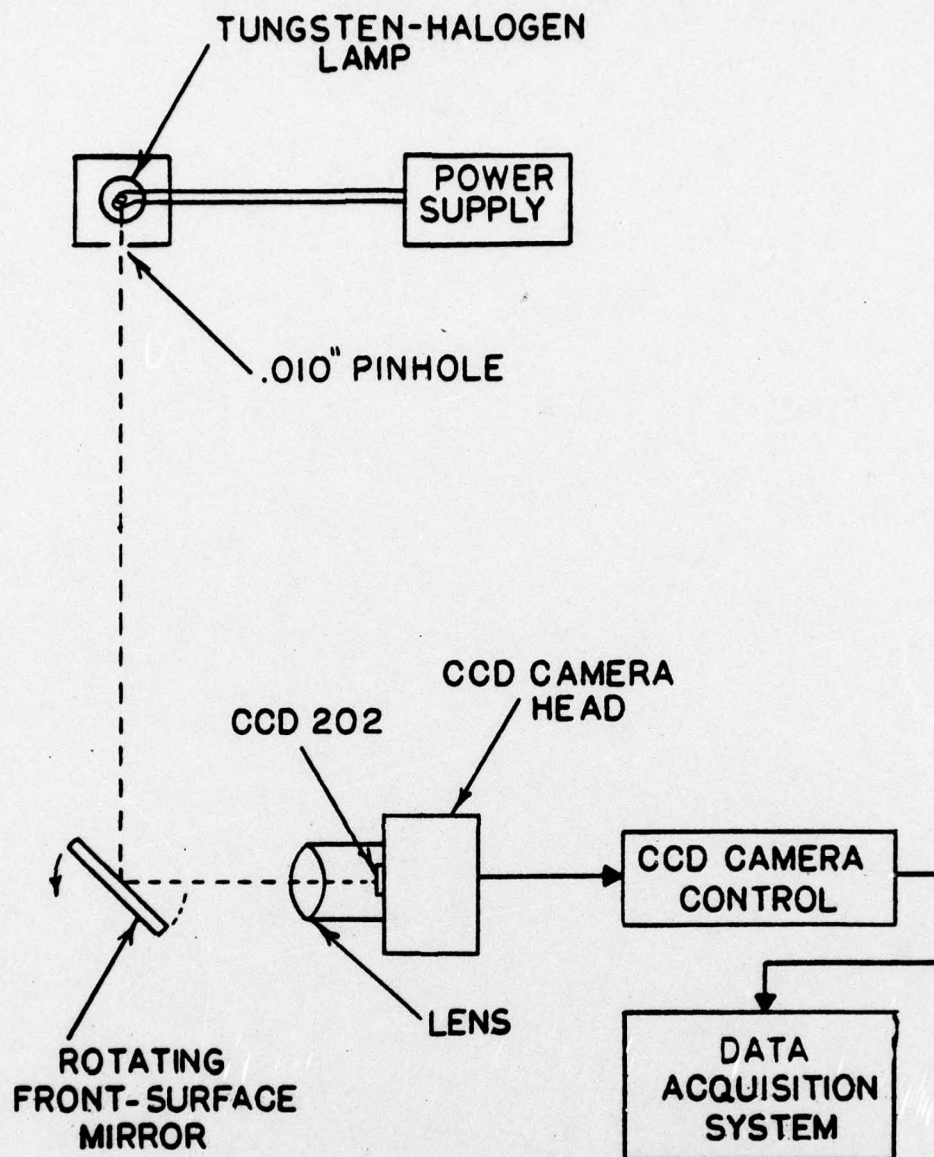 TUNGSTEN-HALOGEN
LAMP
POWER
SUPPLY
.010" PINHOLE
CCD CAMERA
HEAD
CCD 202
CCD CAMERA
CONTROL
LENS
ROTATING
FRONT-SURFACE
MIRROR
DATA
ACQUISITION
SYSTEM